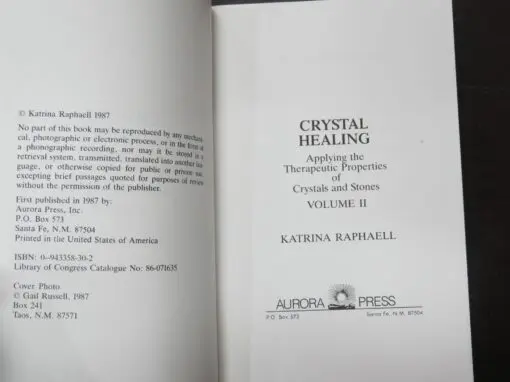 © Katrina Raphaell 1987
No part of this book may be reproduced by any mechani-
cal, photographic or electronic process, or in the form of
a phonographic recording, nor may it be stored in a
retrieval system, transmitted, translated into another lan-
guage, or otherwise copied for public or private use,
excepting brief passages quoted for purposes of review
without the permission of the publisher.
First published in 1987 by:
Aurora Press, Inc.
P.O. Box 573
Santa Fe, N.M. 87504
Printed in the United States of America
ISBN: 0–943358-30-2
Library of Congress Catalogue No: 86-071635
Cover Photo
© Gail Russell, 1987
Box 241
Taos, N.M. 87571
CRYSTAL
HEALING
Applying the
Therapeutic Properties
of
Crystals and Stones
VOLUME II
KATRINA RAPHAELL
AURORA PRESS
P.O. Box 573 Santa Fe, N.M. 87504